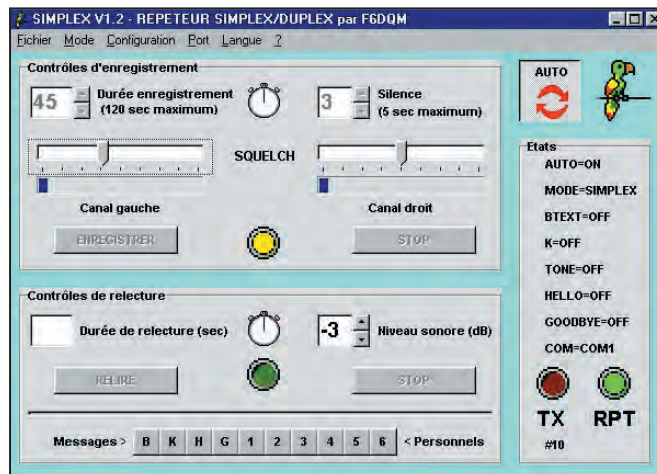 SIMPLEX V1.2 - REPETEUR SIMPLEX/DUPLEX par F6DQM
Fichier Mode Configuration Port Langue ?
Contrôles d'enregistrement
45 Durée enregistrement (120 sec maximum)
3 Silence (5 sec maximum)
SQUELCH
Canal gauche
Canal droit
ENREGISTRER
STOP
Contrôles de relecture
Durée de relecture (sec)
-3 Niveau sonore (dB)
RELIRE
STOP
Messages > B K H G 1 2 3 4 5 6 < Personnels
AUTO
Etats
AUTO=ON
MODE=SIMPLEX
BTEXT=OFF
K=OFF
TONE=OFF
HELLO=OFF
GOODBYE=OFF
COM=COM1
TX RPT
#10